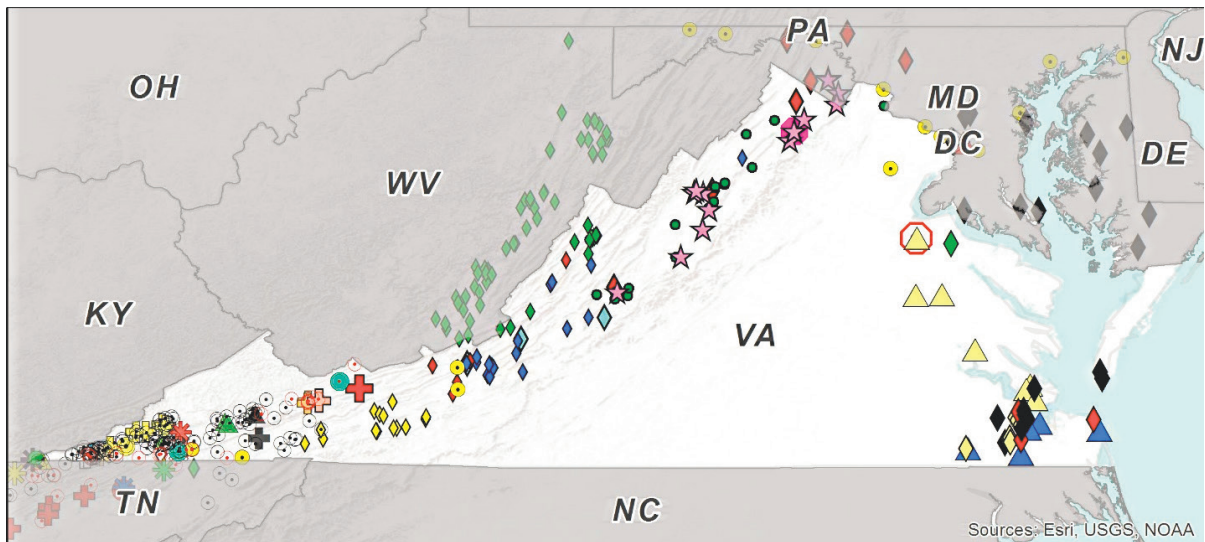 PA
NJ
OH
MD
DC
DE
WV
KY
VA
TN
NC
Sources: Esri, USGS, NOAA